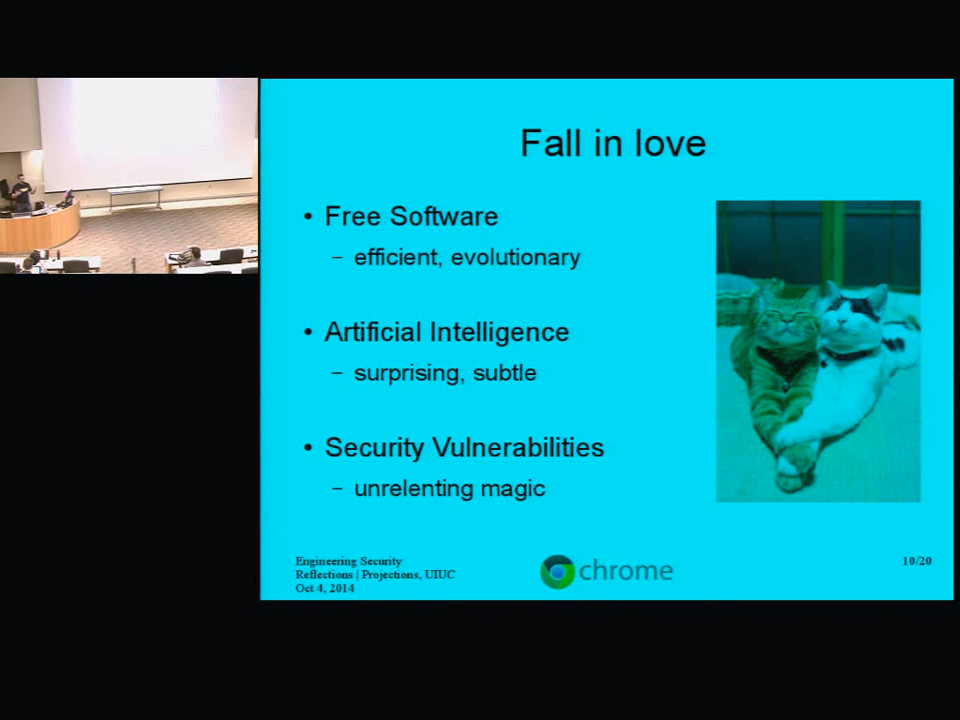 Fall in love
• Free Software
– efficient, evolutionary
• Artificial Intelligence
– surprising, subtle
• Security Vulnerabilities
– unrelenting magic
Engineering Security
Reflections | Projections, UIUC
Oct 4, 2014
chrome
10/20